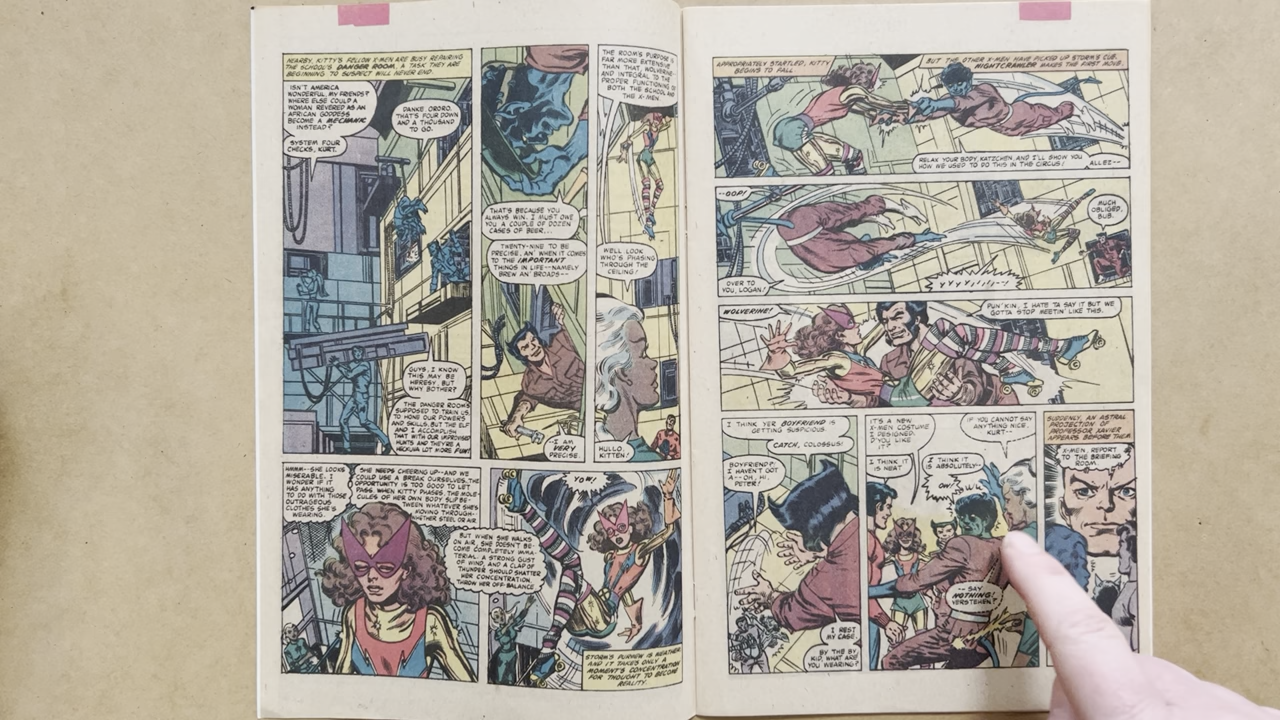 NEARBY, KITTY'S FELLOW X-MEN ARE BUSY REPAIRING
THE SCHOOL'S DANGER ROOM, A TASK THEY ARE
BEGINNING TO SUSPECT WILL NEVER END.
ISN'T AMERICA
WONDERFUL, MY FRIENDS?
WHERE ELSE COULD A
WOMAN REVERED AS AN
AFRICAN GODDESS
BECOME A MECHANIC
INSTEAD?
SYSTEM FOUR
CHECKS, KURT.
DANKE, ORORO.
THAT'S FOUR DOWN
AND A THOUSAND
TO GO.
GUYS, I KNOW
THIS MAY BE
HERESY, BUT
WHY BOTHER?
THE DANGER ROOM'S
SUPPOSED TO TRAIN US,
TO HONE OUR POWERS
AND SKILLS, BUT THE ELF
AND I ACCOMPLISH
THAT WITH OUR IMPROMPTU
HUNTS AND THEY'RE A
HECKUVA LOT MORE FUN!
THAT'S BECAUSE YOU
ALWAYS WIN. I MUST OWE
YOU A COUPLE OF DOZEN
CASES OF BEER...
TWENTY-NINE TO BE
PRECISE. AN' WHEN IT COMES
TO THE IMPORTANT
THINGS IN LIFE--NAMELY
BREW AN' BROADS--
--I AM
VERY
PRECISE.
THE ROOM'S PURPOSE IS
FAR MORE EXTENSIVE
THAN THAT, WOLVERINE
AND INTEGRAL TO THE
PROPER FUNCTIONING OF
BOTH THE SCHOOL AND
THE X-MEN.
WELL LOOK
WHO'S PHASING
THROUGH THE
CEILING!
HULLO,
KITTEN!
HMMM--SHE LOOKS
MISERABLE. I
WONDER IF IT
HAS ANYTHING
TO DO WITH THOSE
OUTRAGEOUS
CLOTHES SHE'S
WEARING.
SHE NEEDS CHEERING UP--AND WE
COULD USE A BREAK OURSELVES. THE
OPPORTUNITY IS TOO GOOD TO LET
PASS. WHEN KITTY PHASES, THE MOLE-
CULES OF HER OWN BODY SLIP BE-
TWEEN WHATEVER SHE'S
MOVING THROUGH--
WHETHER STEEL OR AIR.
BUT WHEN SHE WALKS
ON AIR, SHE DOESN'T BE-
COME COMPLETELY IMMA-
TERIAL. A STRONG GUST
OF WIND, AND A CLAP OF
THUNDER SHOULD SHATTER
HER CONCENTRATION,
THROW HER OFF-BALANCE.
YOW!
STORM'S PURVIEW IS WEATHER
AND IT TAKES ONLY A
MOMENT'S CONCENTRATION
FOR THOUGHT TO BECOME
REALITY.
APPROPRIATELY STARTLED, KITTY
BEGINS TO FALL.
BUT THE OTHER X-MEN HAVE PICKED UP STORM'S CUE.
NIGHTCRAWLER MAKES THE FIRST MOVE.
RELAX YOUR BODY, KATZCHEN, AND I'LL SHOW YOU
HOW WE USED TO DO THIS IN THE CIRCUS!
ALLEZ--
--OOP!
OVER TO
YOU, LOGAN!
MUCH
OBLIGED,
BUB.
WOLVERINE!
PUN'KIN, I HATE TA SAY IT BUT WE
GOTTA STOP MEETIN' LIKE THIS.
I THINK YER BOYFRIEND IS
GETTING SUSPICIOUS.
CATCH, COLOSSUS!
BOYFRIEND?
I HAVEN'T GOT
A--OH, HI,
PETER!
I REST
MY CASE.
BY THE BY
KID, WHAT ARE
YOU WEARING?
IT'S A NEW
X-MEN COSTUME
I DESIGNED.
D'YOU LIKE
IT?
I THINK IT
IS NEAT
I THINK IT
IS ABSOLUTELY--
OW!
IF YOU CANNOT SAY
ANYTHING NICE,
KURT--
--SAY
NOTHING!
VERSTEHEN?
SUDDENLY, AN ASTRAL
PROJECTION OF
PROFESSOR XAVIER
APPEARS BEFORE THEM.
X-MEN, REPORT
TO THE BRIEFING
ROOM.